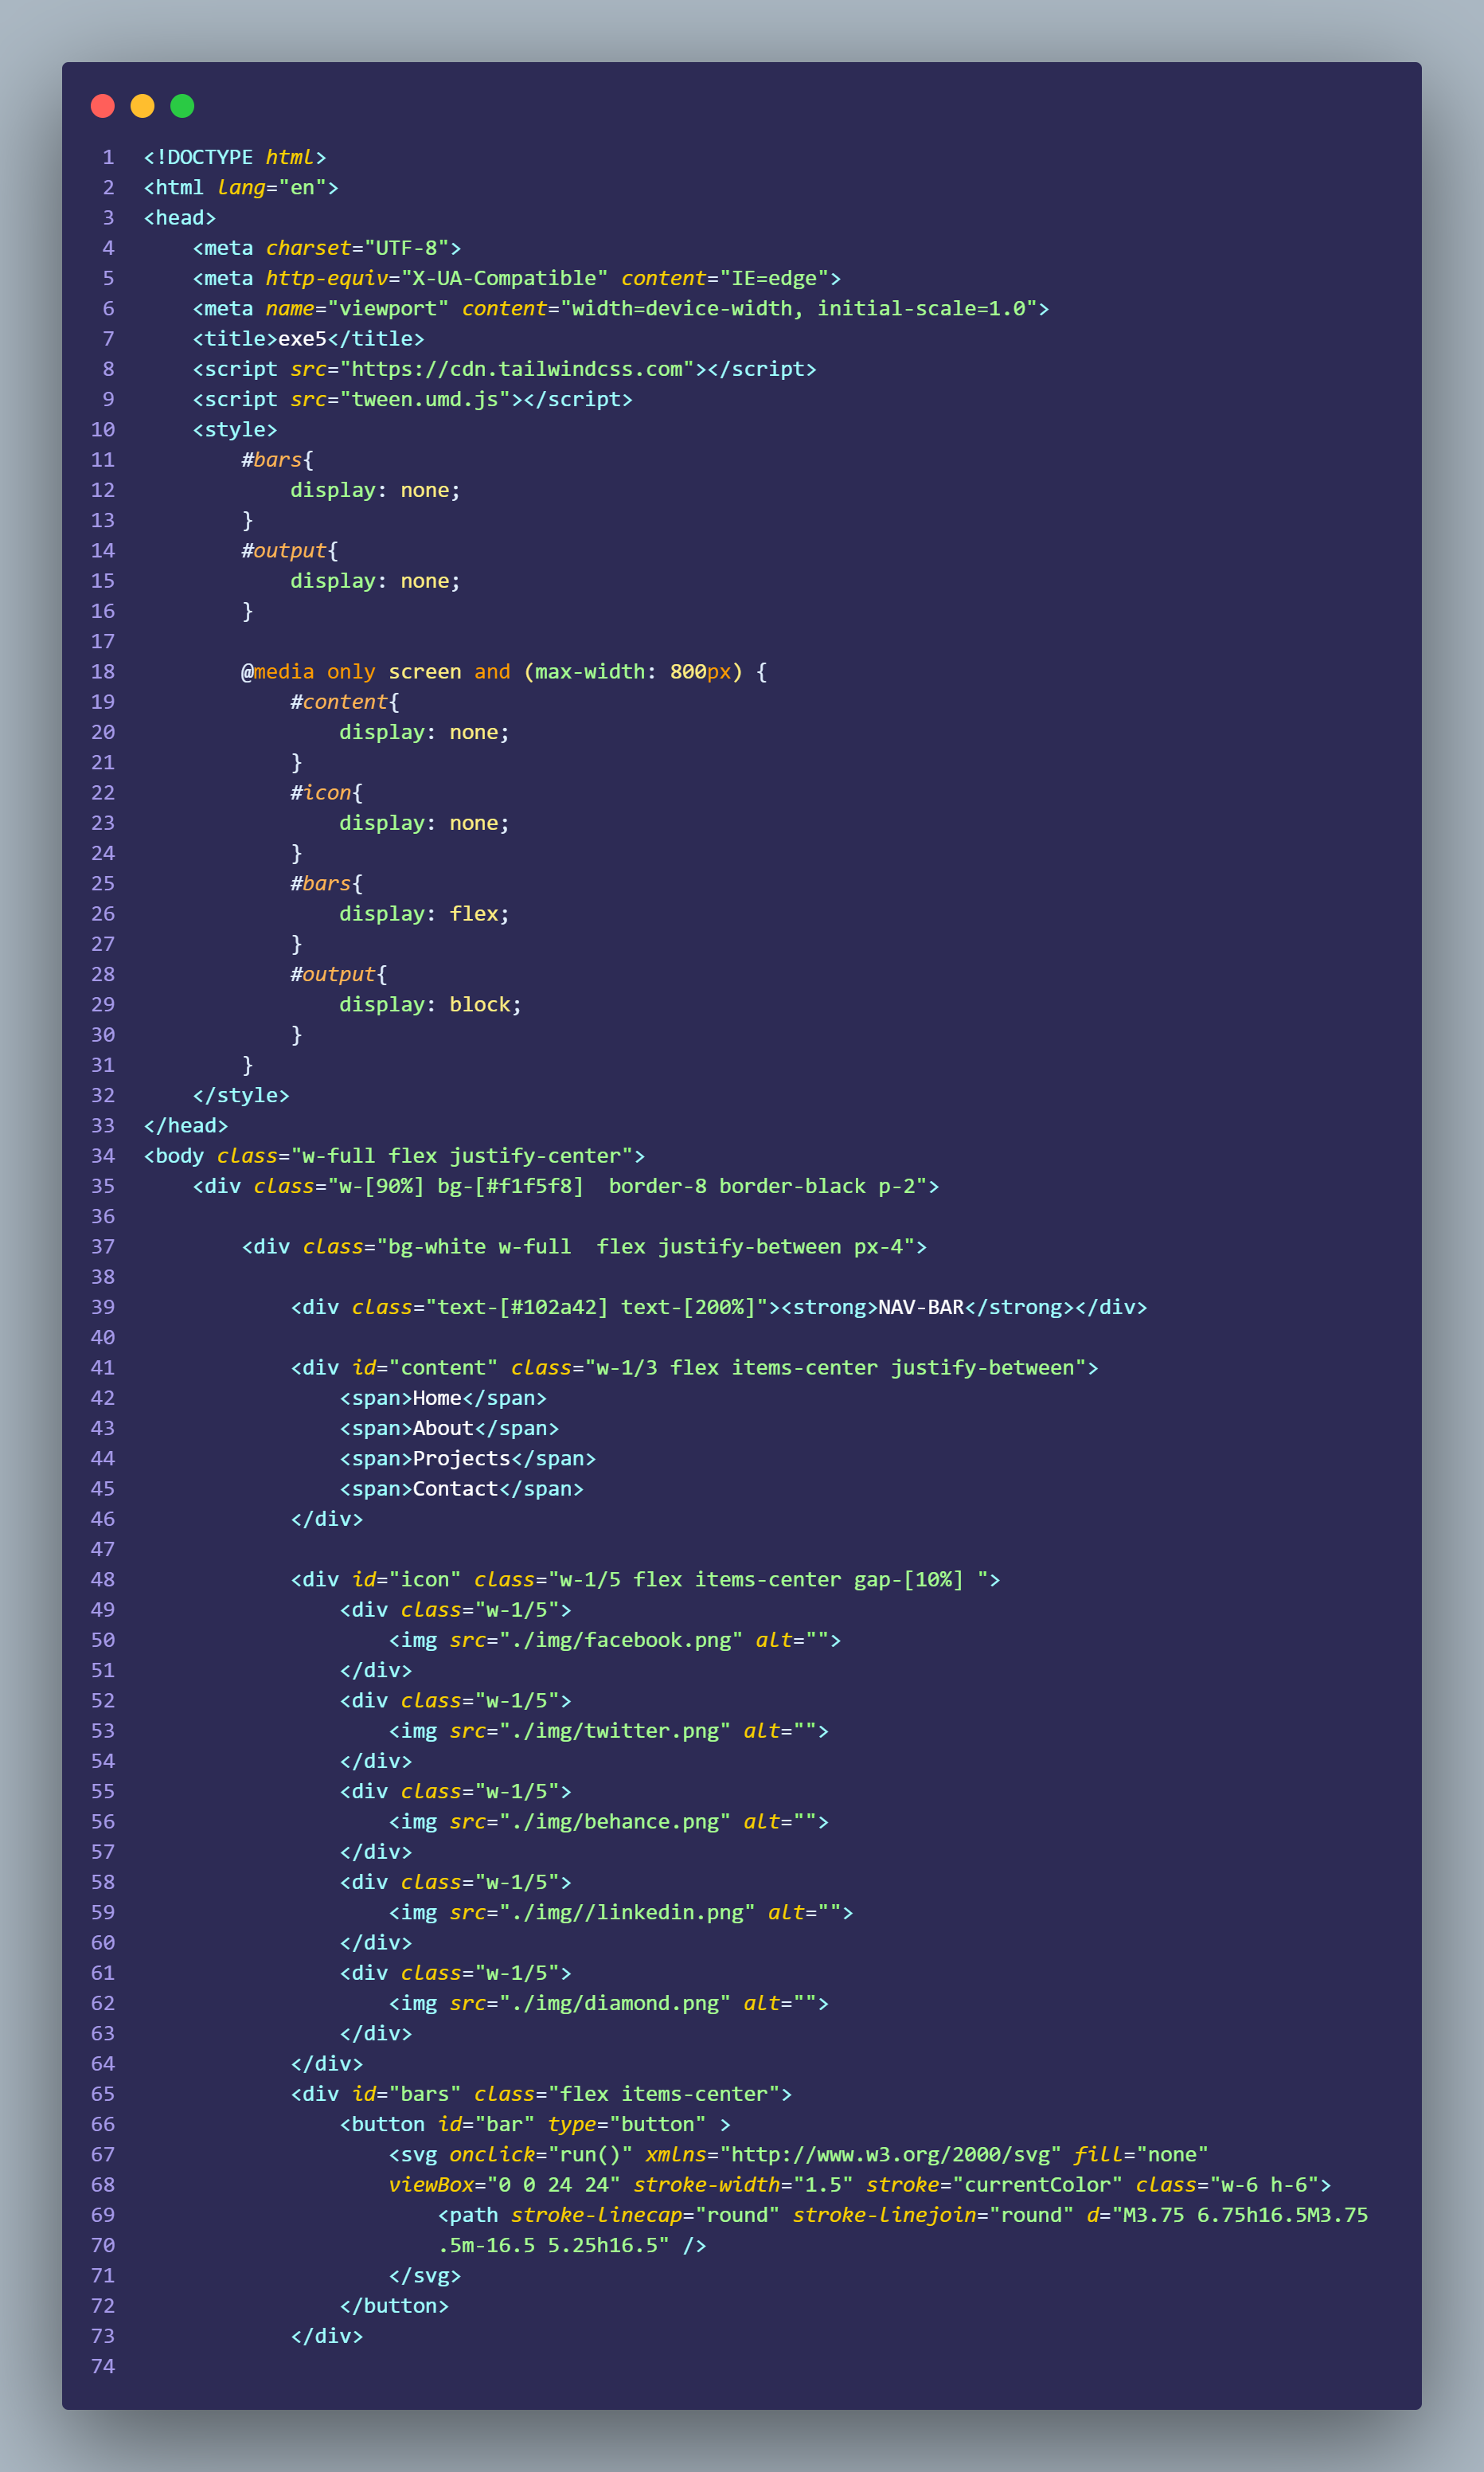 1 <!DOCTYPE html>
2 <html lang="en">
3 <head>
4     <meta charset="UTF-8">
5     <meta http-equiv="X-UA-Compatible" content="IE=edge">
6     <meta name="viewport" content="width=device-width, initial-scale=1.0">
7     <title>exe5</title>
8     <script src="https://cdn.tailwindcss.com"></script>
9     <script src="tween.umd.js"></script>
10     <style>
11         #bars{
12             display: none;
13         }
14         #output{
15             display: none;
16         }
17
18         @media only screen and (max-width: 800px) {
19             #content{
20                 display: none;
21             }
22             #icon{
23                 display: none;
24             }
25             #bars{
26                 display: flex;
27             }
28             #output{
29                 display: block;
30             }
31         }
32     </style>
33 </head>
34 <body class="w-full flex justify-center">
35     <div class="w-[90%] bg-[#f1f5f8]  border-8 border-black p-2">
36
37         <div class="bg-white w-full  flex justify-between px-4">
38
39             <div class="text-[#102a42] text-[200%]"><strong>NAV-BAR</strong></div>
40
41             <div id="content" class="w-1/3 flex items-center justify-between">
42                 <span>Home</span>
43                 <span>About</span>
44                 <span>Projects</span>
45                 <span>Contact</span>
46             </div>
47
48             <div id="icon" class="w-1/5 flex items-center gap-[10%] ">
49                 <div class="w-1/5">
50                     <img src="./img/facebook.png" alt="">
51                 </div>
52                 <div class="w-1/5">
53                     <img src="./img/twitter.png" alt="">
54                 </div>
55                 <div class="w-1/5">
56                     <img src="./img/behance.png" alt="">
57                 </div>
58                 <div class="w-1/5">
59                     <img src="./img//linkedin.png" alt="">
60                 </div>
61                 <div class="w-1/5">
62                     <img src="./img/diamond.png" alt="">
63                 </div>
64             </div>
65             <div id="bars" class="flex items-center">
66                 <button id="bar" type="button" >
67                     <svg onclick="run()" xmlns="http://www.w3.org/2000/svg" fill="none"
68                     viewBox="0 0 24 24" stroke-width="1.5" stroke="currentColor" class="w-6 h-6">
69                         <path stroke-linecap="round" stroke-linejoin="round" d="M3.75 6.75h16.5M3.75
70                         .5m-16.5 5.25h16.5" />
71                     </svg>
72                 </button>
73             </div>
74